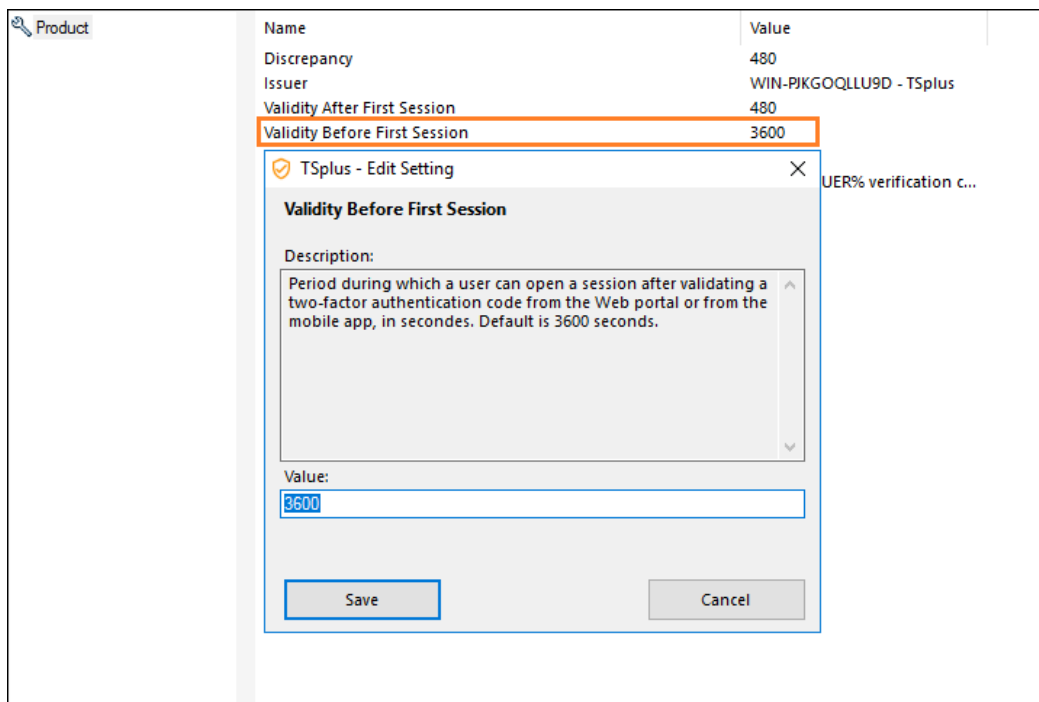 Product
Name Value
Discrepancy 480
Issuer WIN-PJKGOQLLU9D - TSplus
Validity After First Session 480
Validity Before First Session 3600
TSplus - Edit Setting
UER% verification c...
Validity Before First Session
Description:
Period during which a user can open a session after validating a
two-factor authentication code from the Web portal or from the
mobile app, in secondes. Default is 3600 seconds.
Value:
3600
Save Cancel